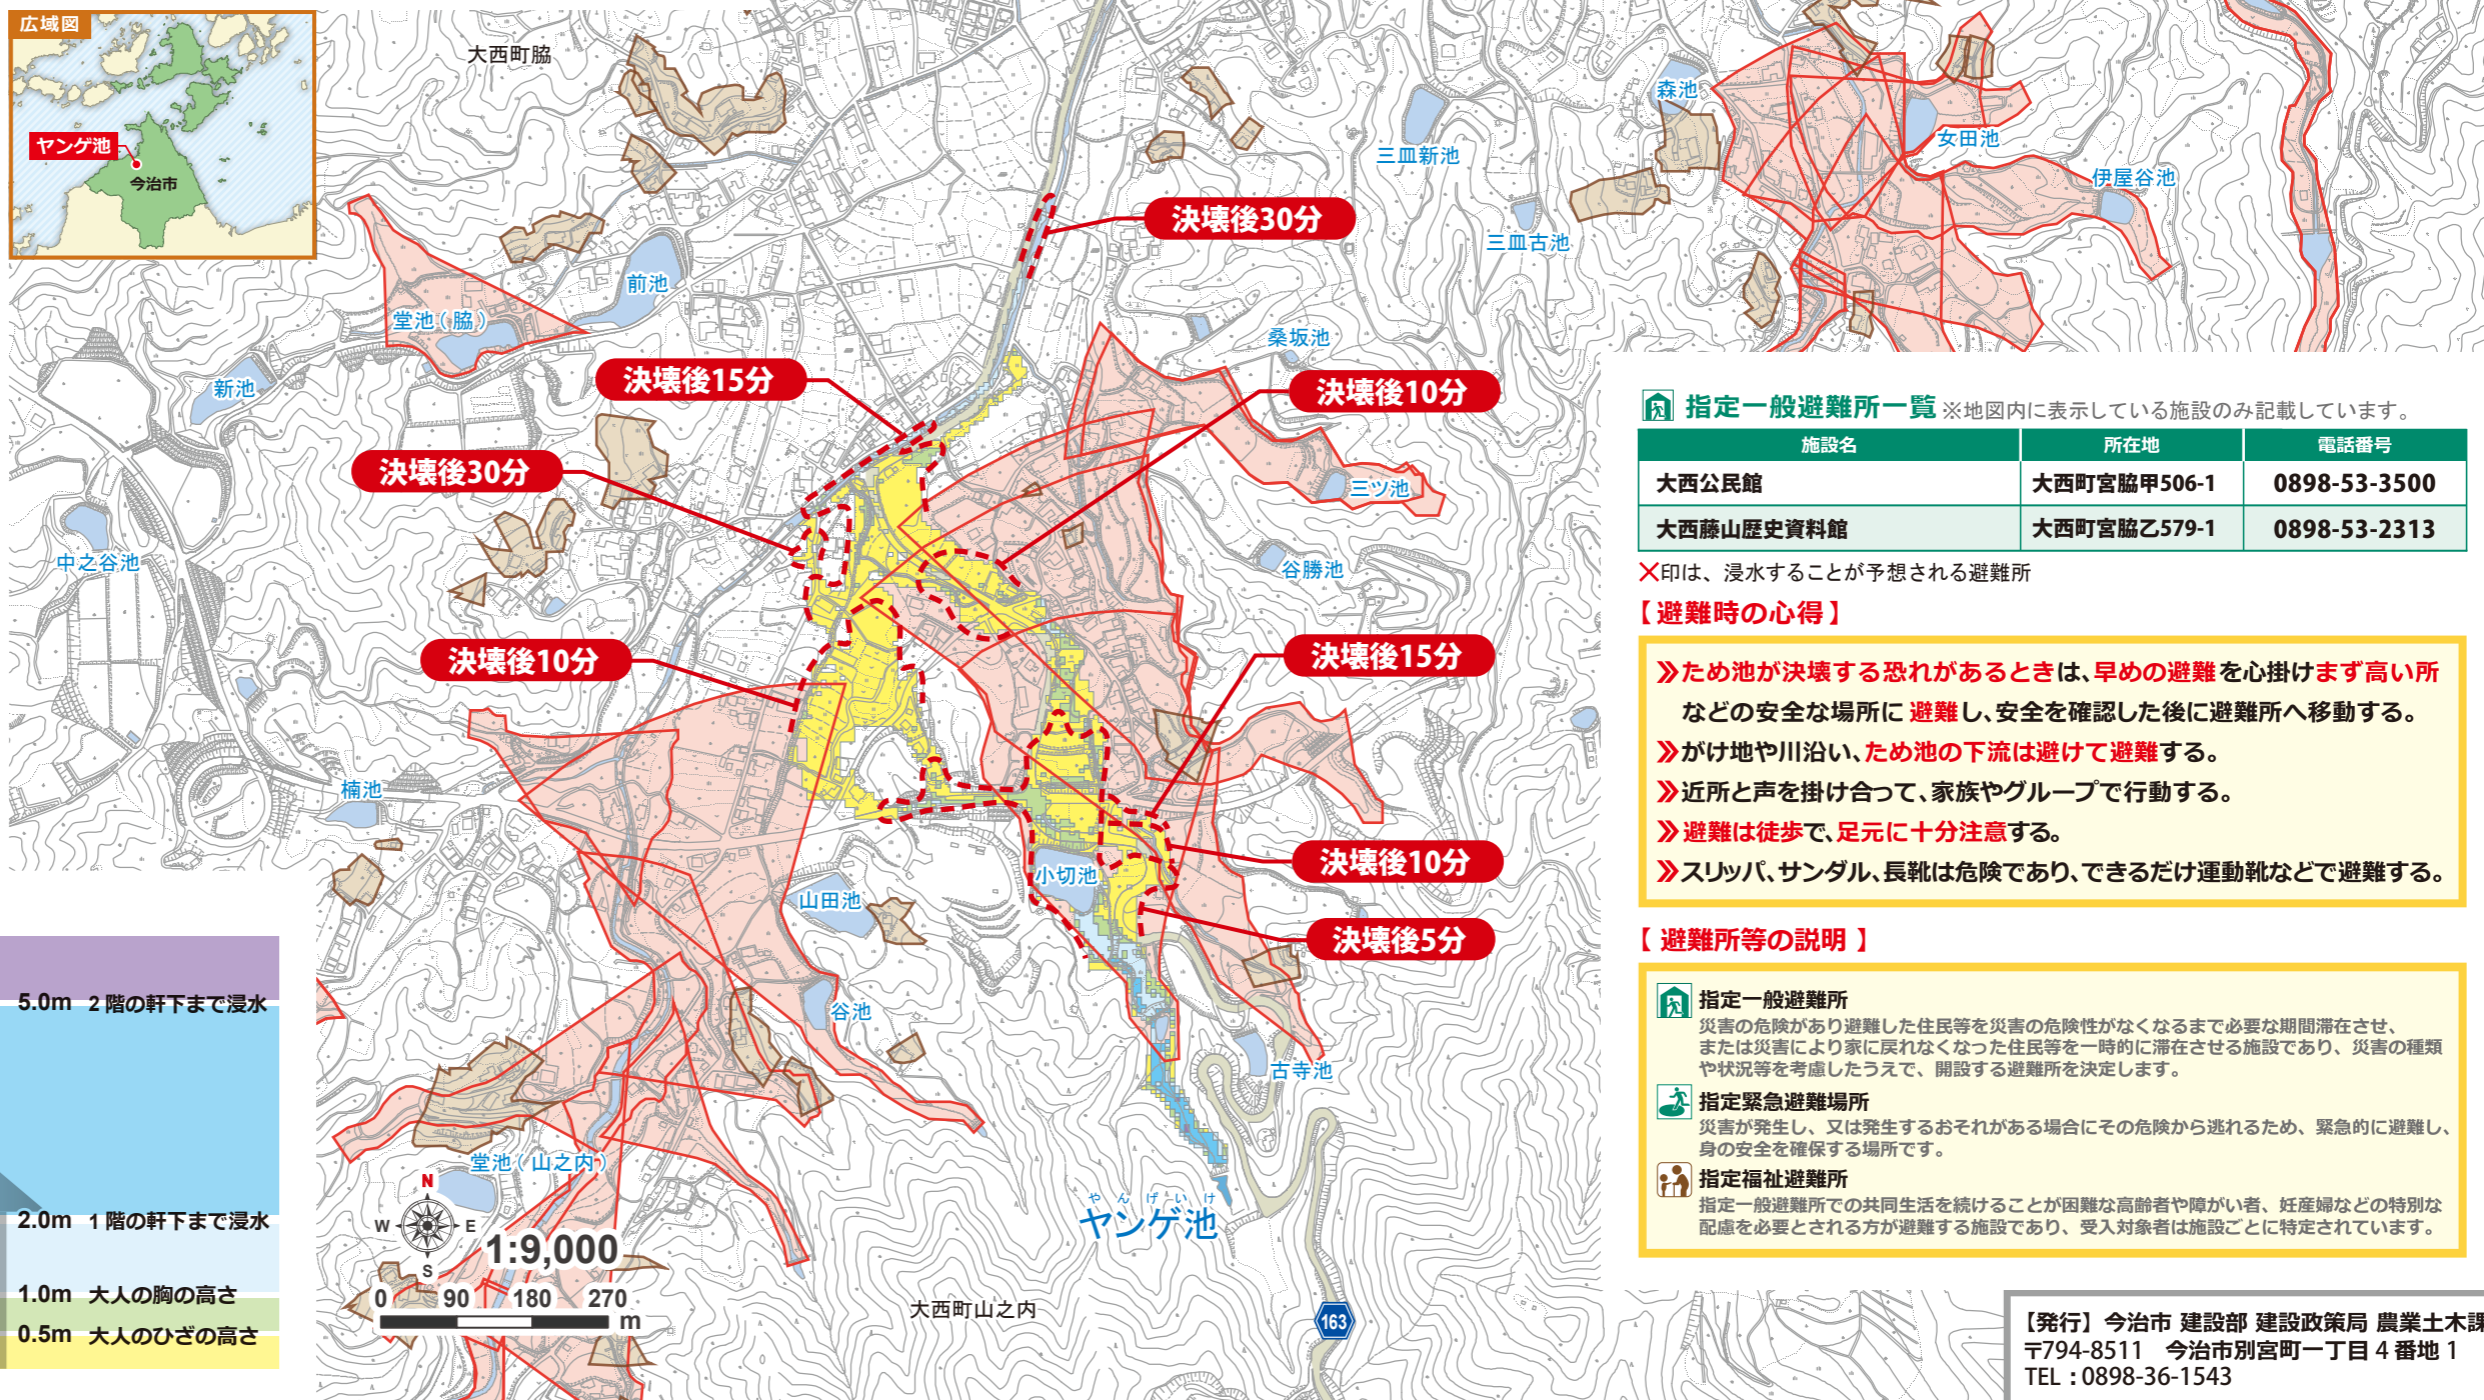 広域図
ヤンゲ池
今治市
大西町脇
森池
女田池
伊屋谷池
三皿新池
三皿古池
決壊後30分
前池
堂池（脇）
桑坂池
新池
決壊後15分
決壊後10分
決壊後30分
三ツ池
中之谷池
谷勝池
決壊後10分
決壊後15分
楠池
決壊後10分
小切池
山田池
決壊後5分
谷池
古寺池
堂池（山之内）
やんげいけ
ヤンゲ池
大西町山之内
163
N
W
E
S
1:9,000
0 90 180 270
m
5.0m 2階の軒下まで浸水
2.0m 1階の軒下まで浸水
1.0m 大人の胸の高さ
0.5m 大人のひざの高さ
指定一般避難所一覧 ※地図内に表示している施設のみ記載しています。
施設名 所在地 電話番号
大西公民館 大西町宮脇甲506-1 0898-53-3500
大西藤山歴史資料館 大西町宮脇乙579-1 0898-53-2313
×印は、浸水することが予想される避難所
【避難時の心得】
≫ため池が決壊する恐れがあるときは、早めの避難を心掛けまず高い所
などの安全な場所に 避難し、安全を確認した後に避難所へ移動する。
≫がけ地や川沿い、ため池の下流は避けて避難する。
≫近所と声を掛け合って、家族やグループで行動する。
≫避難は徒歩で、足元に十分注意する。
≫スリッパ、サンダル、長靴は危険であり、できるだけ運動靴などで避難する。
【 避難所等の説明 】
指定一般避難所
災害の危険があり避難した住民等を災害の危険性がなくなるまで必要な期間滞在させ、
または災害により家に戻れなくなった住民等を一時的に滞在させる施設であり、災害の種類
や状況等を考慮したうえで、開設する避難所を決定します。
指定緊急避難場所
災害が発生し、又は発生するおそれがある場合にその危険から逃れるため、緊急的に避難し、
身の安全を確保する場所です。
指定福祉避難所
指定一般避難所での共同生活を続けることが困難な高齢者や障がい者、妊産婦などの特別な
配慮を必要とされる方が避難する施設であり、受入対象者は施設ごとに特定されています。
【発行】今治市 建設部 建設政策局 農業土木課
〒794-8511 今治市別宮町一丁目4番地1
TEL：0898-36-1543